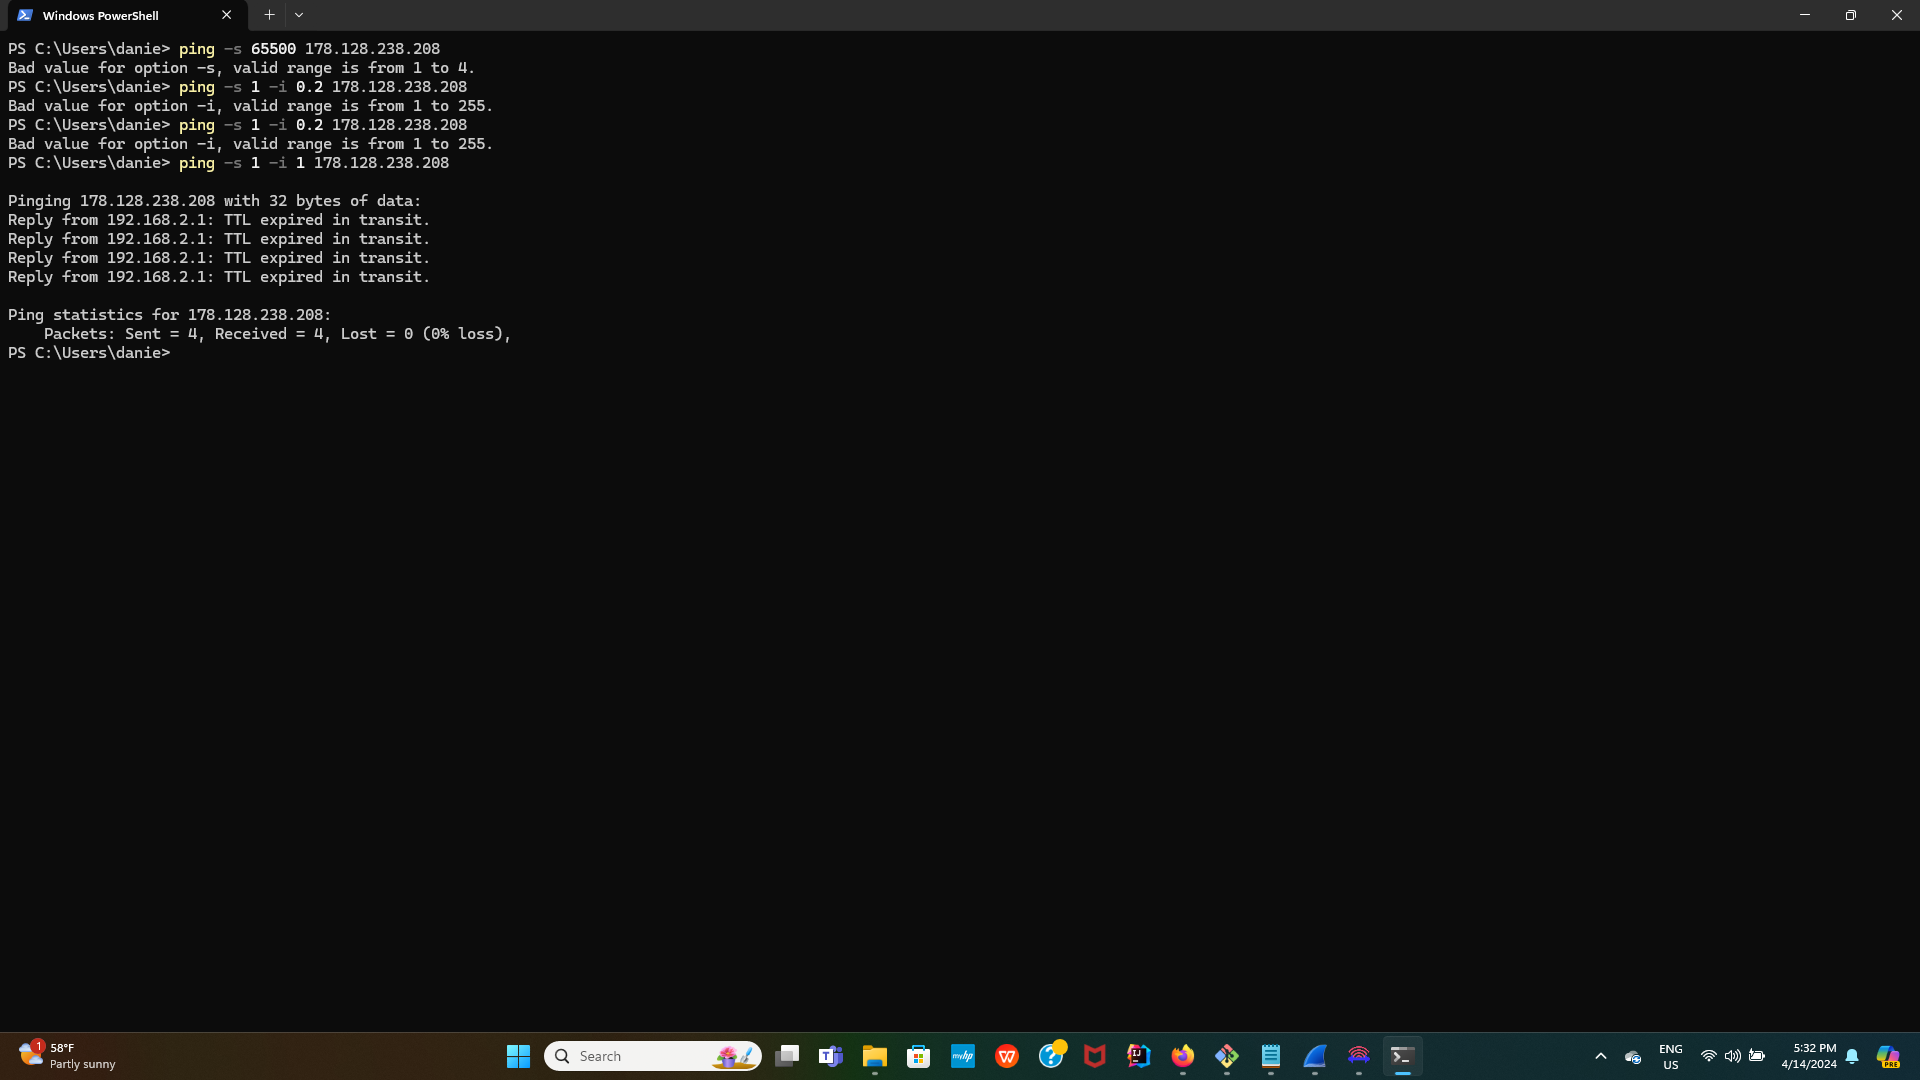 Windows PowerShell
PS C:\Users\danie> ping -s 65500 178.128.238.208
Bad value for option -s, valid range is from 1 to 4.
PS C:\Users\danie> ping -s 1 -i 0.2 178.128.238.208
Bad value for option -i, valid range is from 1 to 255.
PS C:\Users\danie> ping -s 1 -i 0.2 178.128.238.208
Bad value for option -i, valid range is from 1 to 255.
PS C:\Users\danie> ping -s 1 -i 1 178.128.238.208
Pinging 178.128.238.208 with 32 bytes of data:
Reply from 192.168.2.1: TTL expired in transit.
Reply from 192.168.2.1: TTL expired in transit.
Reply from 192.168.2.1: TTL expired in transit.
Reply from 192.168.2.1: TTL expired in transit.
Ping statistics for 178.128.238.208:
    Packets: Sent = 4, Received = 4, Lost = 0 (0% loss),
PS C:\Users\danie>
1
58°F
Partly sunny
Search
T
myhp
W
?
IJ
ENG
US
5:32 PM
4/14/2024
PRE